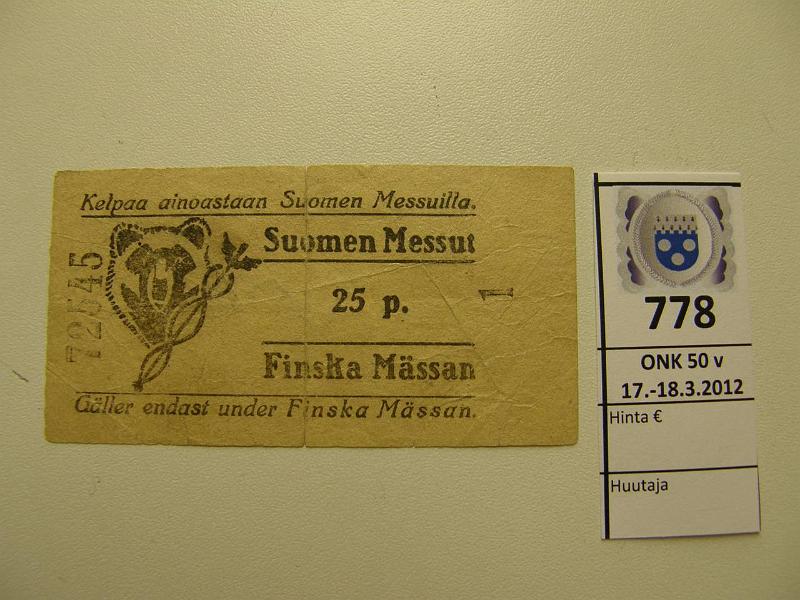 Kelpaa ainoastaan Suomen Messuilla.
72545
Suomen Messut
25 p.
1
Finska Mässan
Gäller endast under Finska Mässan.
778
ONK 50 v
17.-18.3.2012
Hinta €
Huutaja